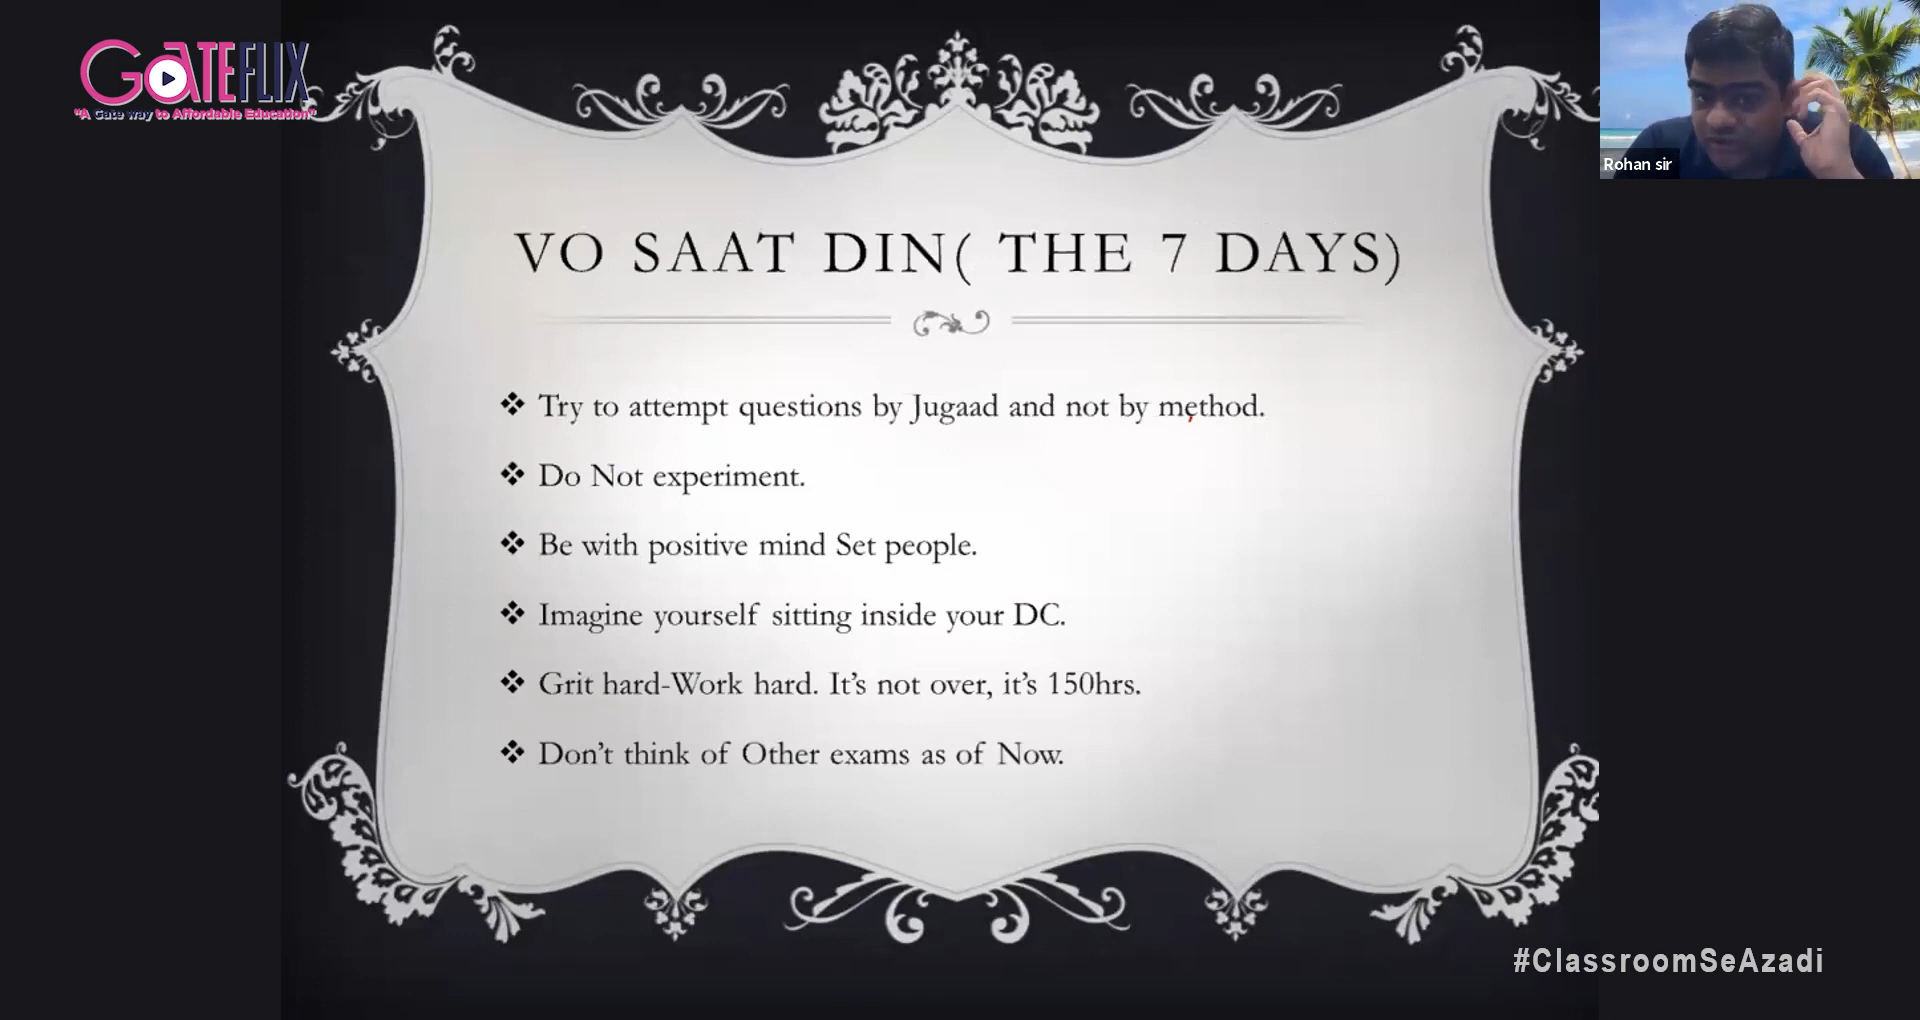 GATEFLIX
"A Gate way to Affordable Education"
Rohan sir
VO SAAT DIN( THE 7 DAYS)
Try to attempt questions by Jugaad and not by method.
Do Not experiment.
Be with positive mind Set people.
Imagine yourself sitting inside your DC.
Grit hard-Work hard. It's not over, it's 150hrs.
Don't think of Other exams as of Now.
#ClassroomSeAzadi